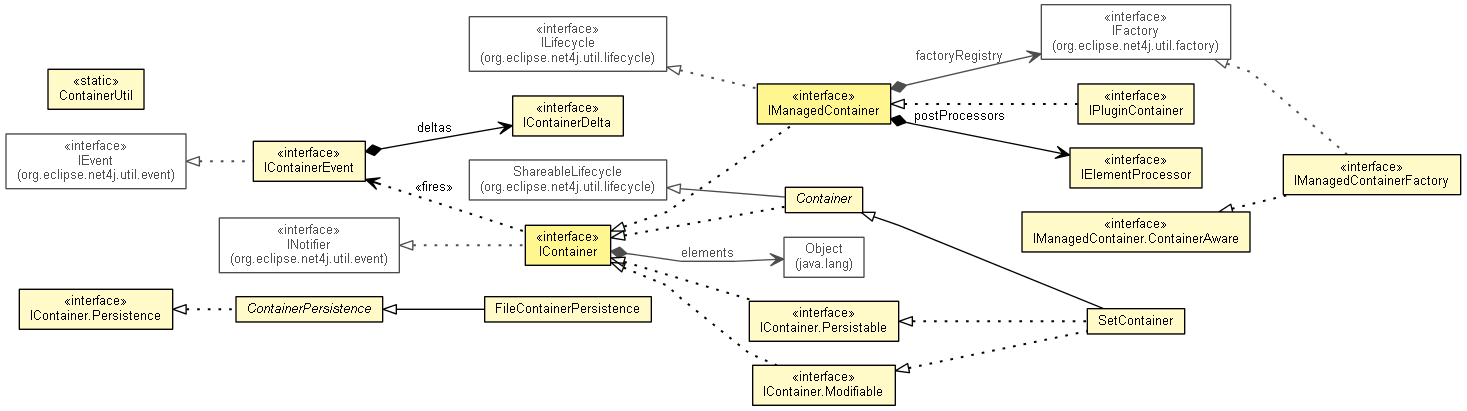 «interface»
IFactory
(org.eclipse.net4j.util.factory)
«interface»
ILifecycle
(org.eclipse.net4j.util.lifecycle)
factoryRegistry
«static»
ContainerUtil
«interface»
IManagedContainer
«interface»
IPluginContainer
«interface»
IContainerDelta
deltas
postProcessors
«interface»
IEvent
(org.eclipse.net4j.util.event)
«interface»
IContainerEvent
«interface»
IElementProcessor
«interface»
IManagedContainerFactory
ShareableLifecycle
(org.eclipse.net4j.util.lifecycle)
«fires»
Container
«interface»
INotifier
(org.eclipse.net4j.util.event)
«interface»
IContainer
elements
Object
(java.lang)
«interface»
IManagedContainer.ContainerAware
«interface»
IContainer.Persistence
ContainerPersistence
FileContainerPersistence
«interface»
IContainer.Persistable
SetContainer
«interface»
IContainer.Modifiable